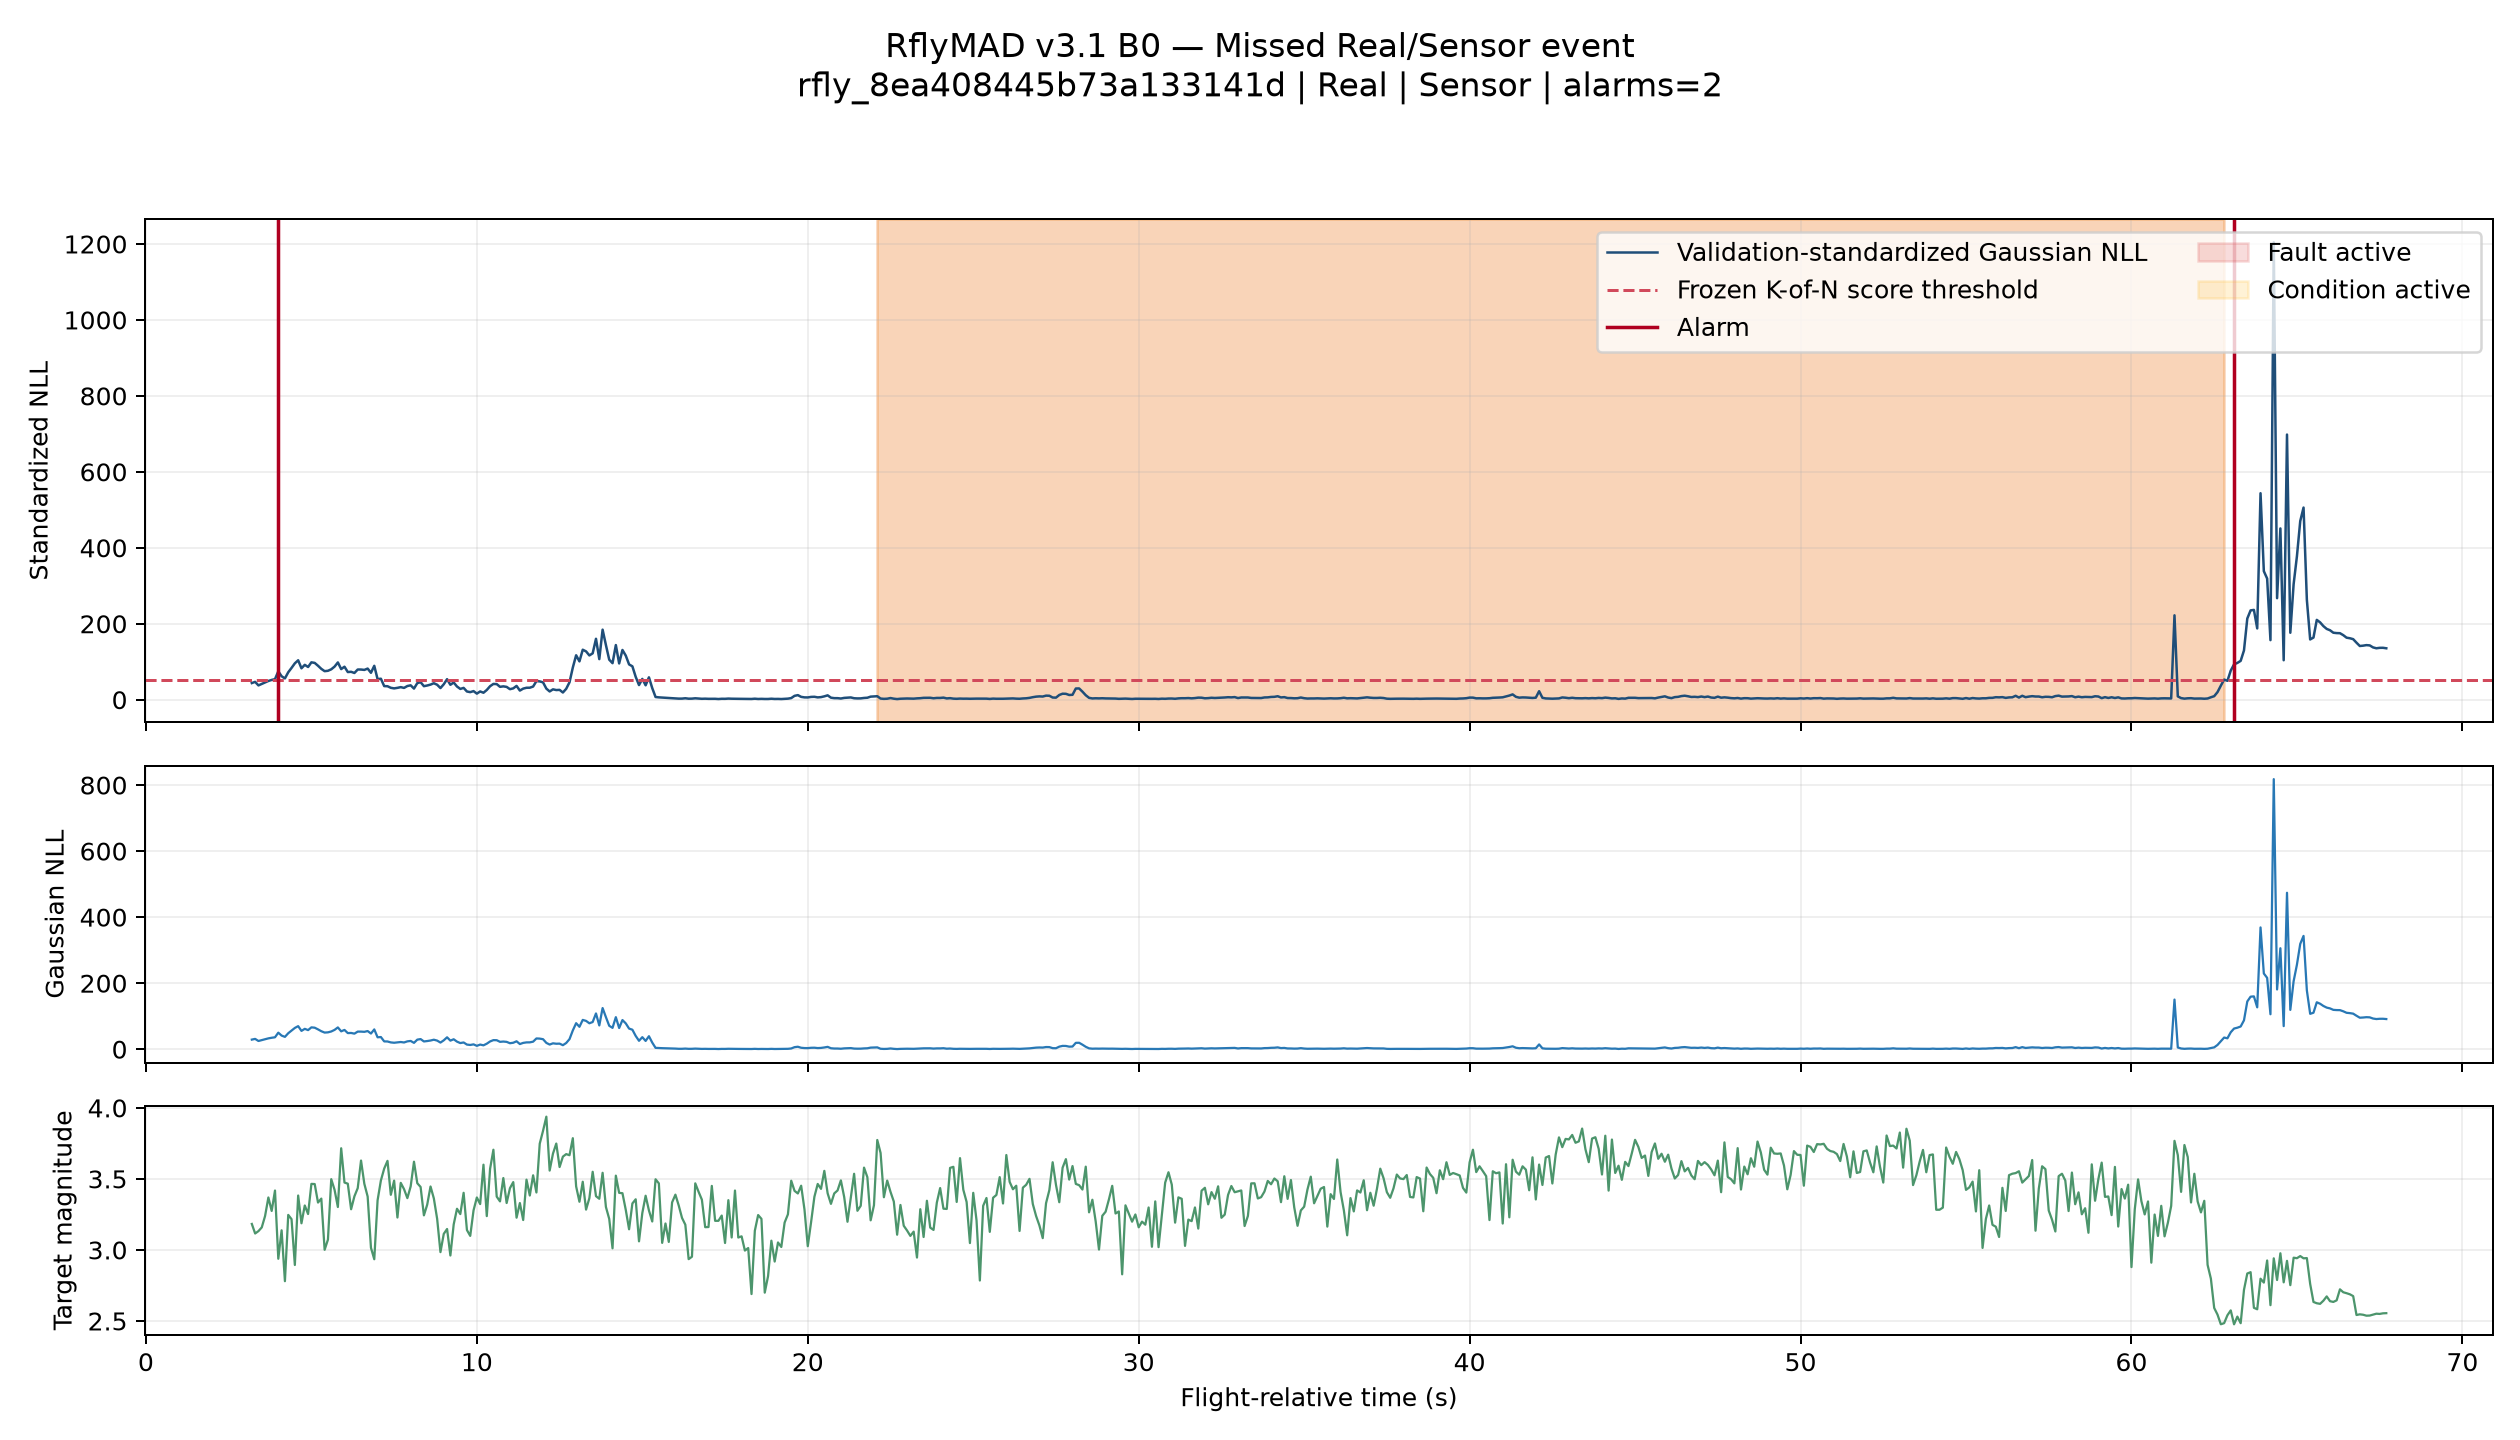 RflyMAD v3.1 B0 — Missed Real/Sensor event
rfly_8ea408445b73a133141d | Real | Sensor | alarms=2
Standardized NLL
1200
1000
800
600
400
200
0
Validation-standardized Gaussian NLL
Frozen K-of-N score threshold
Alarm
Fault active
Condition active
Gaussian NLL
800
600
400
200
0
Target magnitude
4.0
3.5
3.0
2.5
0 10 20 30 40 50 60 70
Flight-relative time (s)